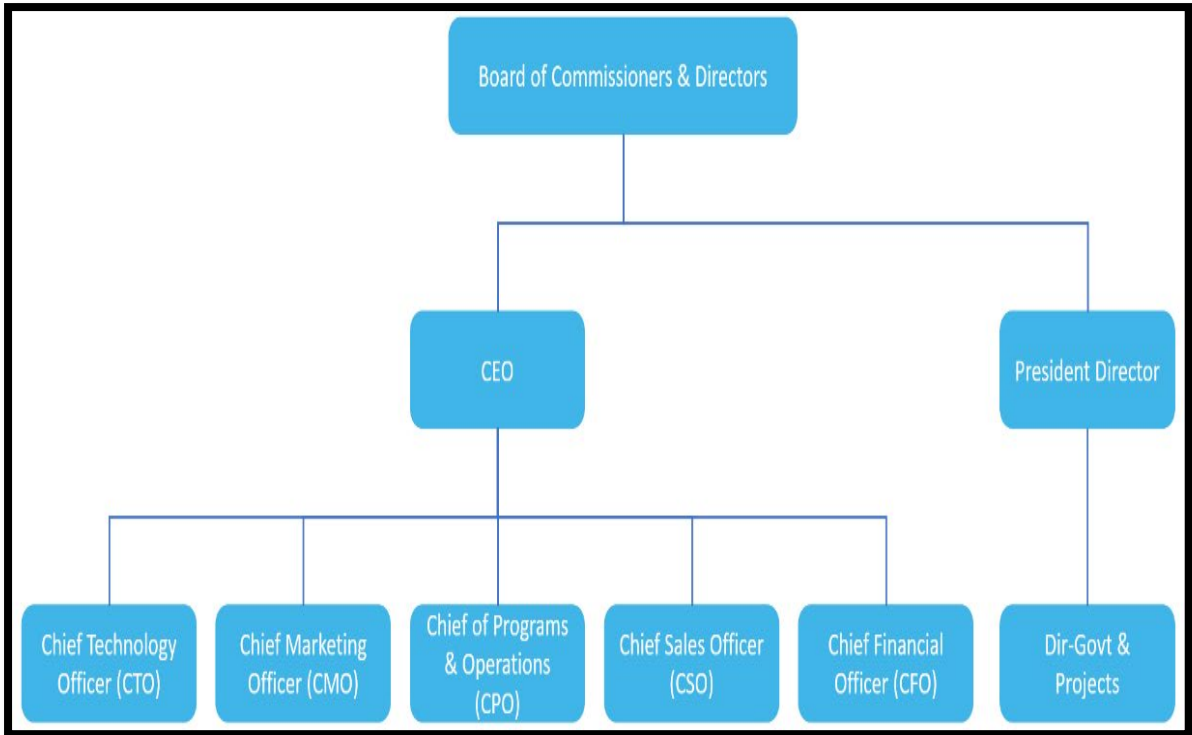 Board of Commissioners & Directors
CEO
President Director
Chief Technology
Officer (CTO)
Chief Marketing
Officer (CMO)
Chief of Programs
& Operations
(CPO)
Chief Sales Officer
(CSO)
Chief Financial
Officer (CFO)
Dir-Govt &
Projects